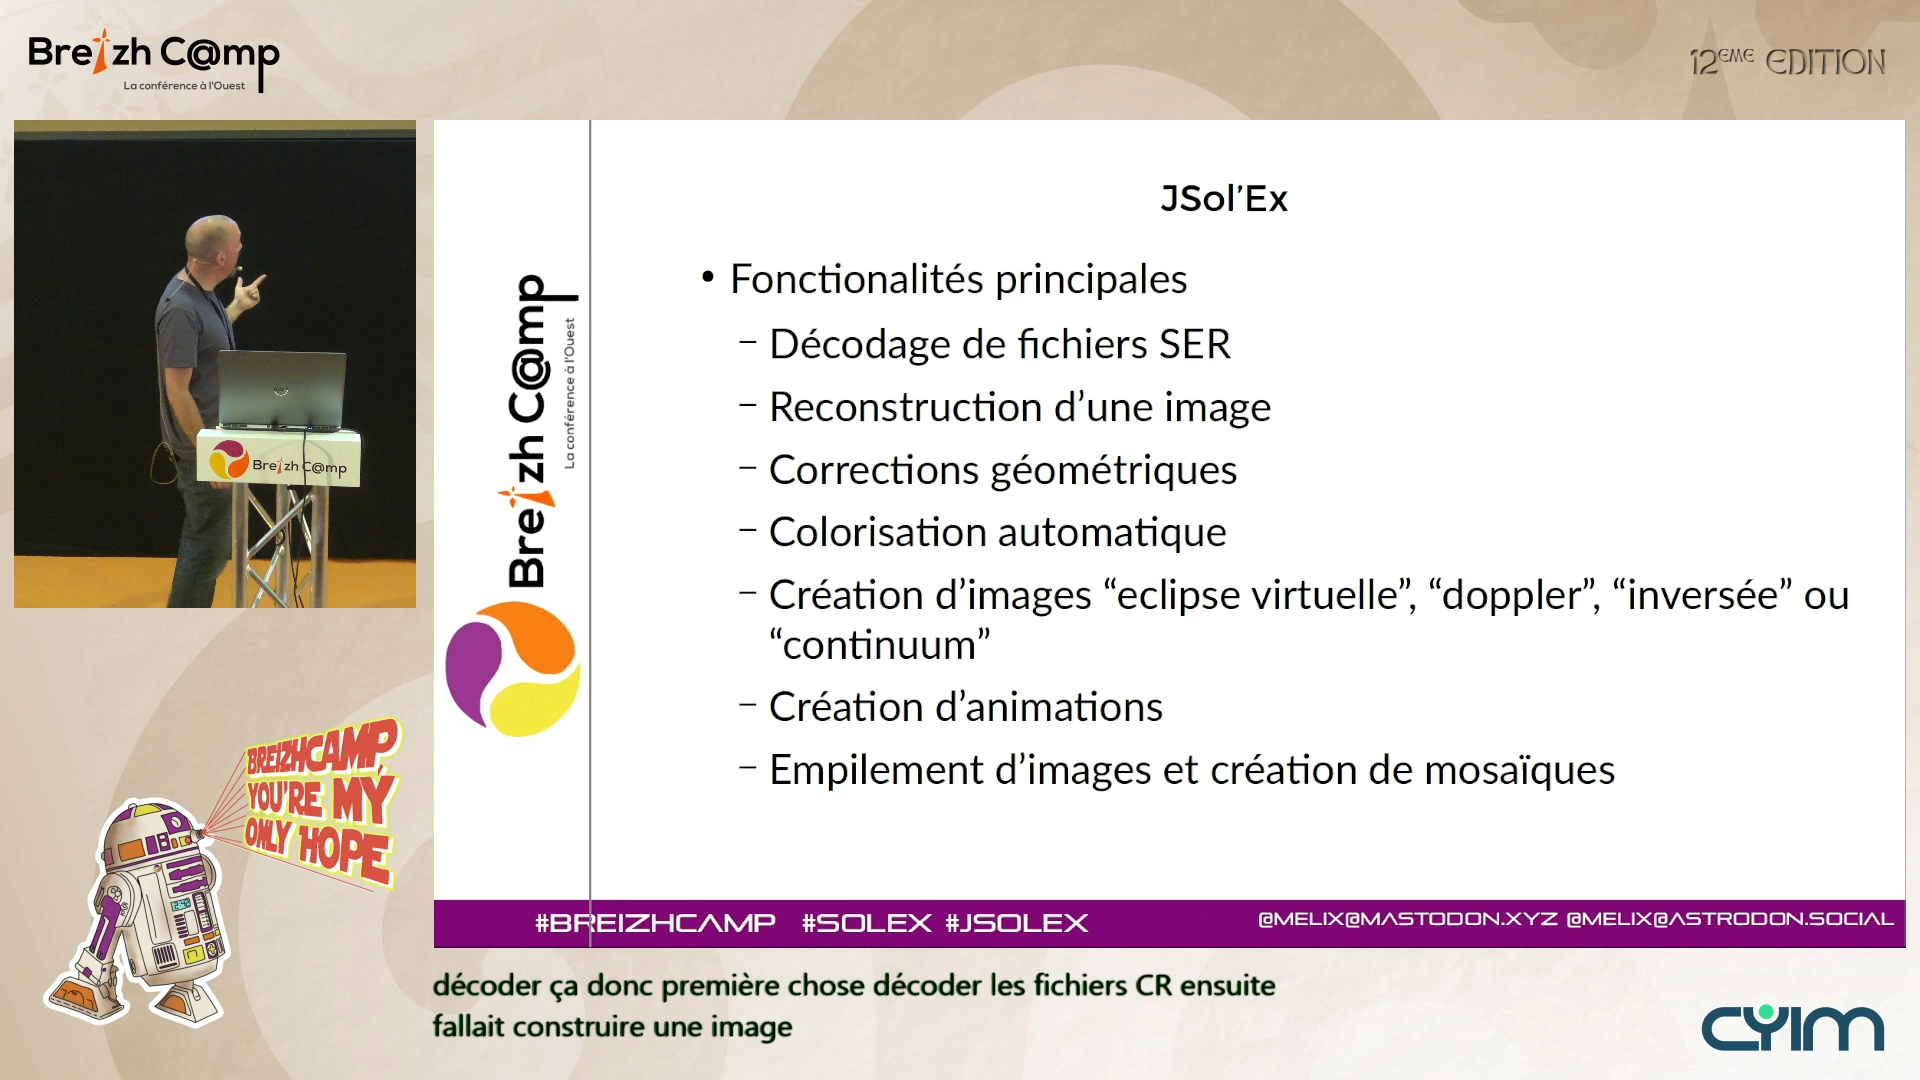 Breizh C@mp
La conférence à l'Ouest
12ÈME EDITION
Breizh C@mp
Breizh C@mp
La conférence à l'Ouest
JSol’Ex
• Fonctionalités principales
– Décodage de fichiers SER
– Reconstruction d’une image
– Corrections géométriques
– Colorisation automatique
– Création d’images “eclipse virtuelle”, “doppler”, “inversée” ou
“continuum”
– Création d’animations
– Empilement d’images et création de mosaïques
BREIZHCAMP
YOU'RE MY
ONLY HOPE
#BREIZHCAMP #SOLEX #JSOLEX
@MELIX@MASTODON.XYZ @MELIX@ASTRODON.SOCIAL
décoder ça donc première chose décoder les fichiers CR ensuite
fallait construire une image
CYIM